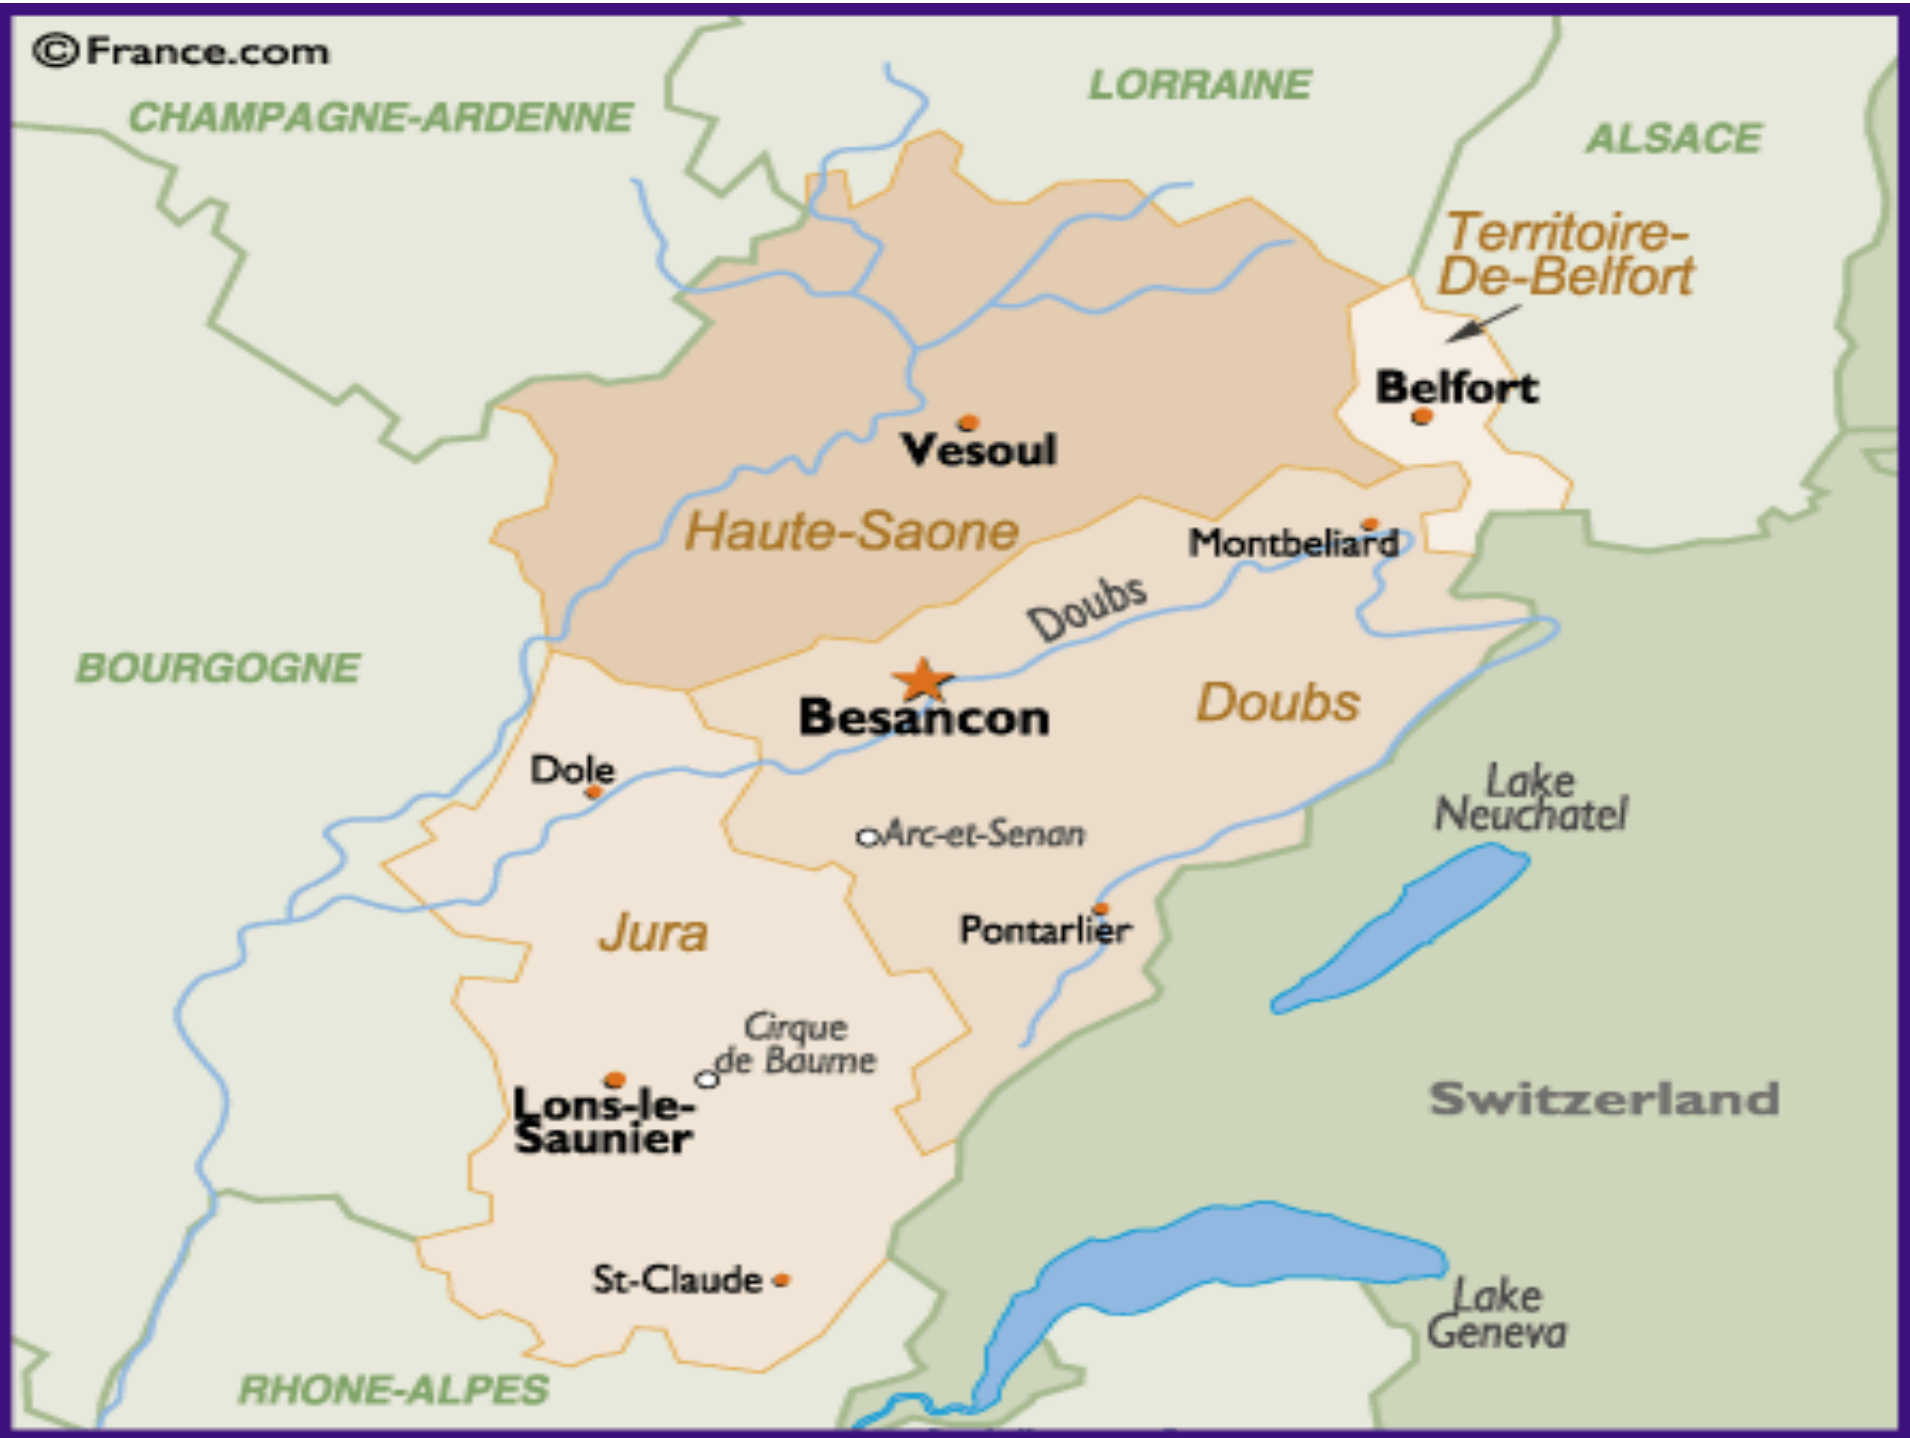 ©France.com
CHAMPAGNE-ARDENNE
LORRAINE
ALSACE
Territoire-
De-Belfort
Belfort
Vesoul
Haute-Saone
Montbeliard
Doubs
BOURGOGNE
Besancon
Doubs
Dole
Lake
Neuchatel
Arc-et-Senan
Jura
Pontarlier
Cirque
de Baume
Lons-le-
Saunier
Switzerland
St-Claude
Lake
Geneva
RHONE-ALPES